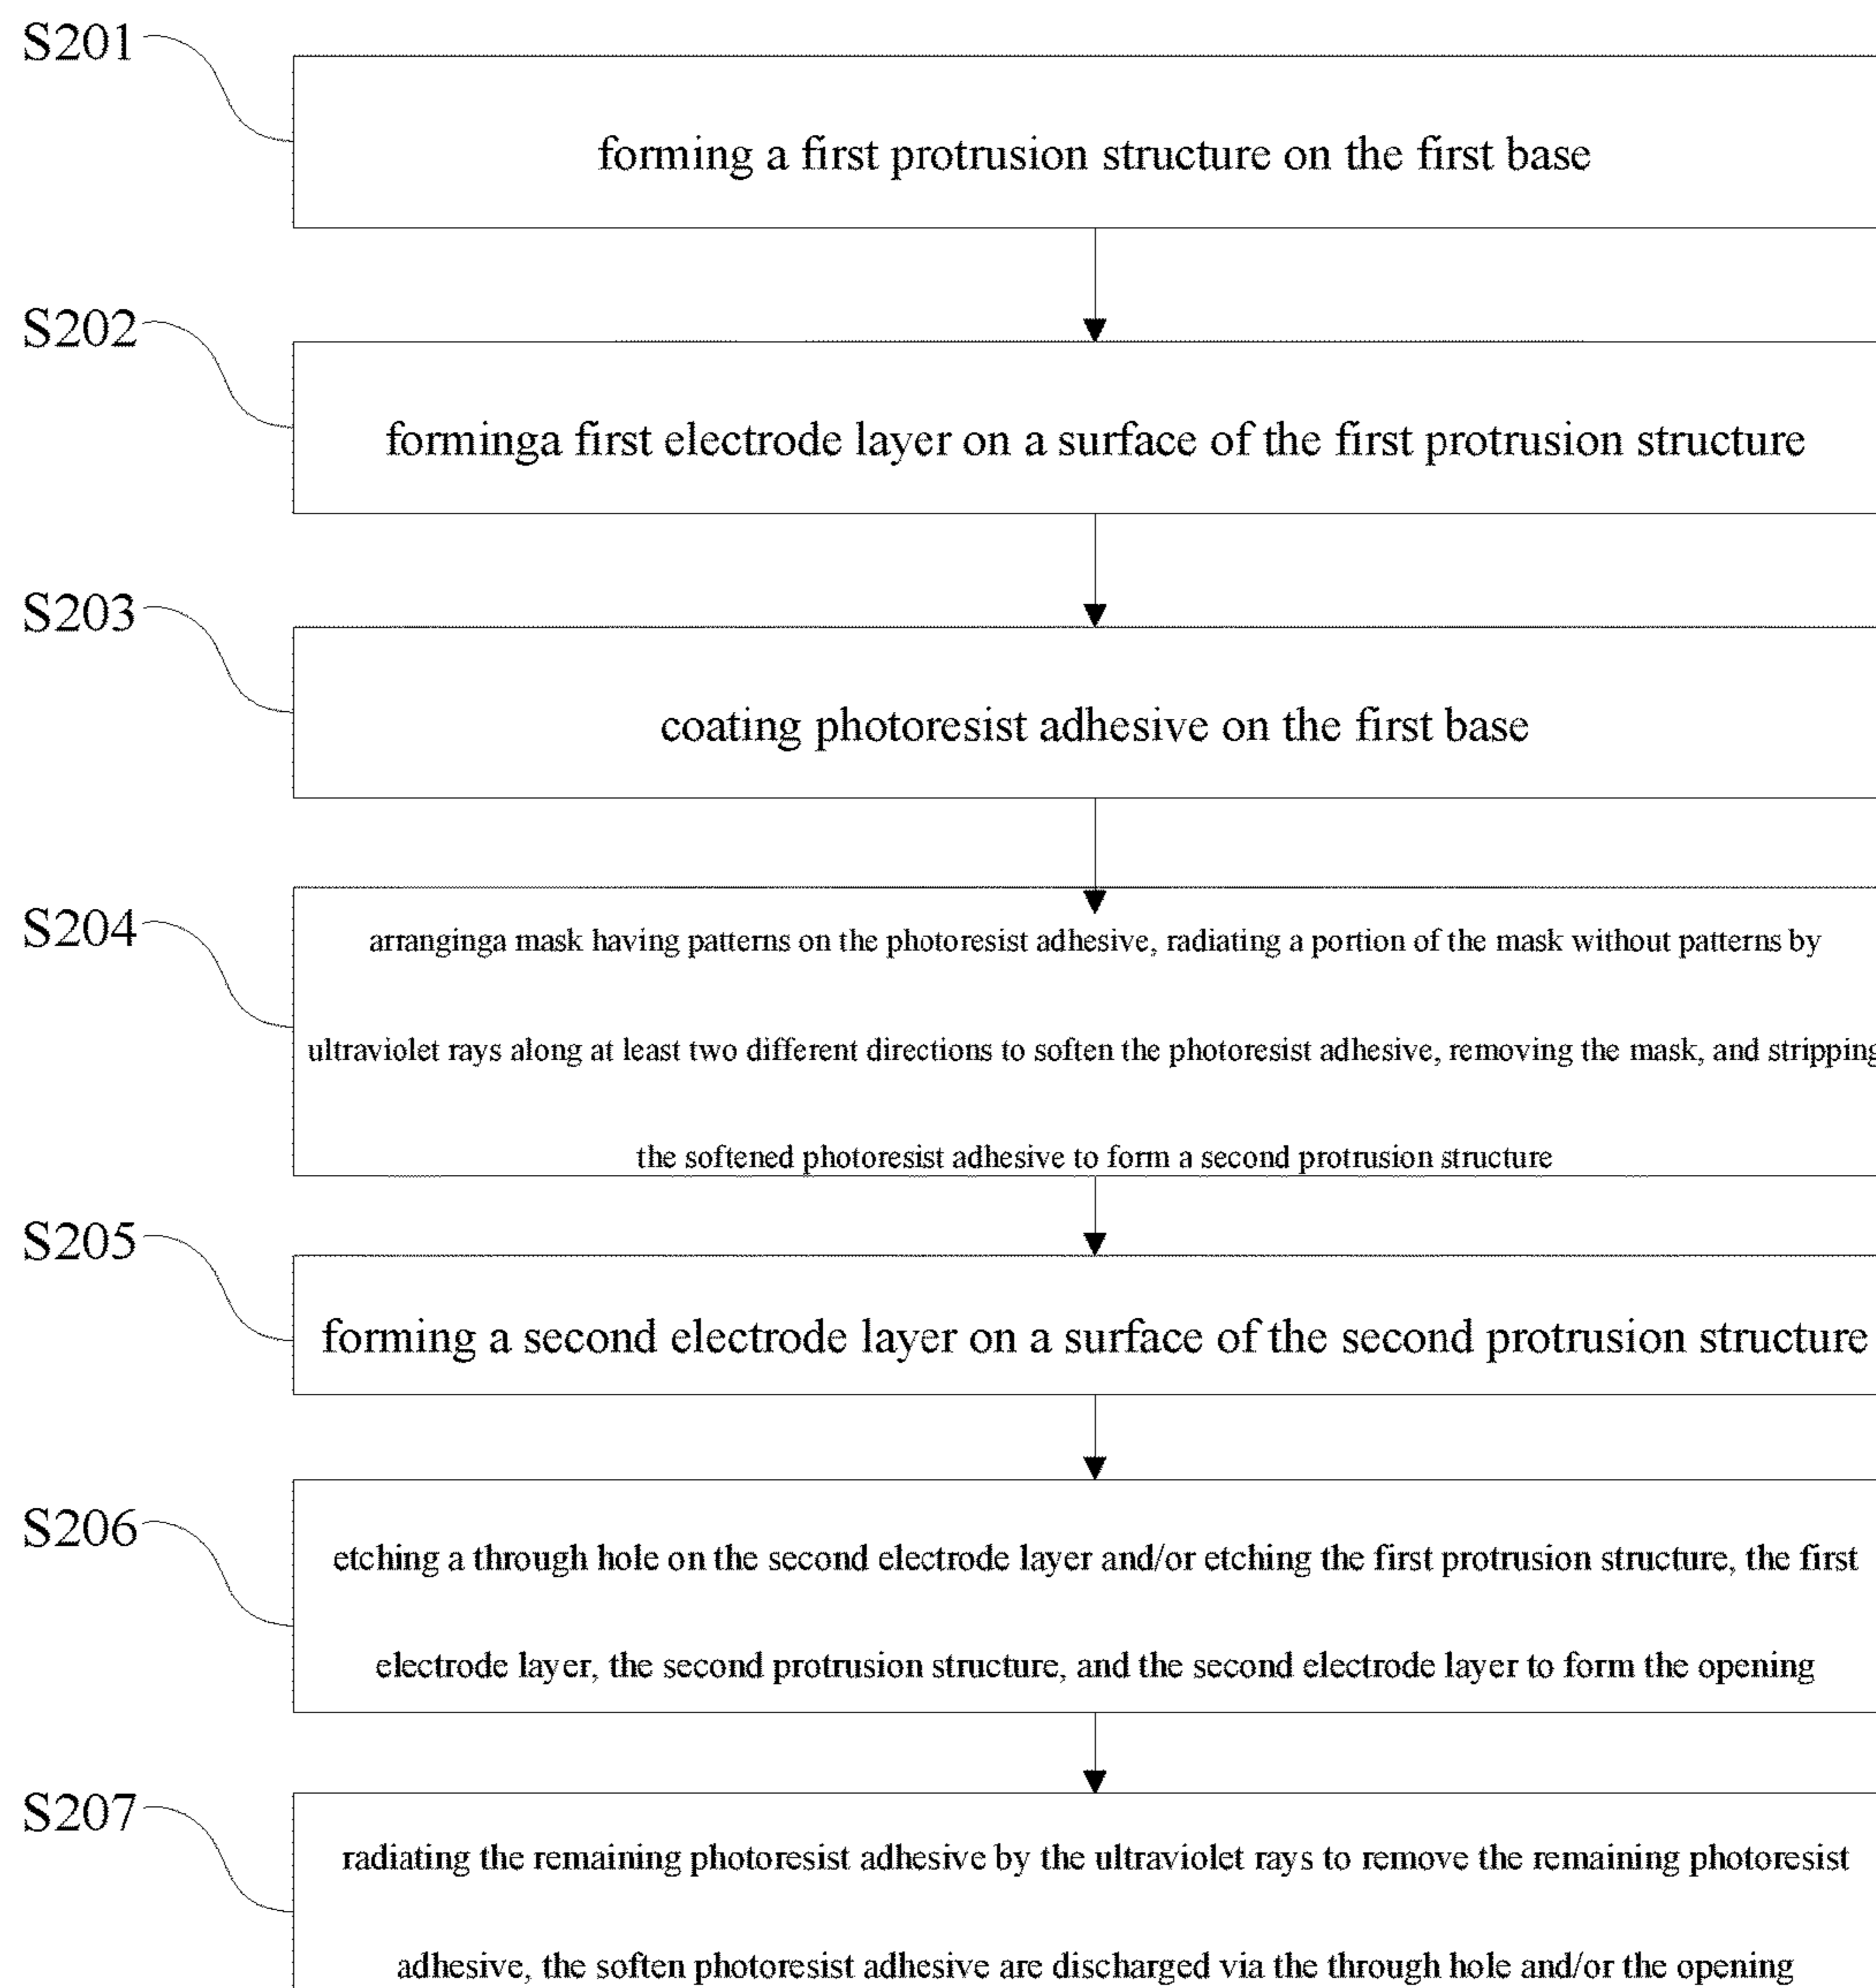 S201
forming a first protrusion structure on the first base
S202
forminga first electrode layer on a surface of the first protrusion structure
S203
coating photoresist adhesive on the first base
S204
arranginga mask having patterns on the photoresist adhesive, radiating a portion of the mask without patterns by
ultraviolet rays along at least two different directions to soften the photoresist adhesive, removing the mask, and stripping
the softened photoresist adhesive to form a second protrusion structure
S205
forming a second electrode layer on a surface of the second protrusion structure
S206
etching a through hole on the second electrode layer and/or etching the first protrusion structure, the first
electrode layer, the second protrusion structure, and the second electrode layer to form the opening
S207
radiating the remaining photoresist adhesive by the ultraviolet rays to remove the remaining photoresist
adhesive, the soften photoresist adhesive are discharged via the through hole and/or the opening